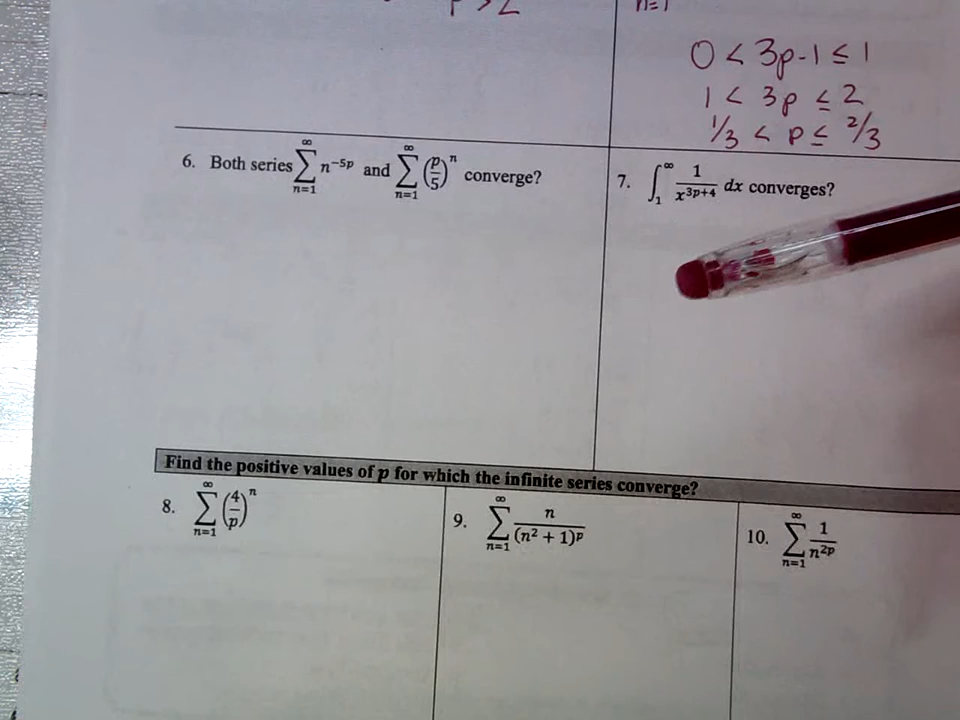 p > 2
n=1
0 < 3p-1 ≤ 1
1 < 3p ≤ 2
1/3 < p ≤ 2/3
6. Both series ∑_{n=1}^{∞} n^{-5p} and ∑_{n=1}^{∞} (p/5)^n converge?
7. ∫_1^∞ 1/x^{3p+4} dx converges?
Find the positive values of p for which the infinite series converge?
8. ∑_{n=1}^{∞} (4/p)^n
9. ∑_{n=1}^{∞} n/(n² + 1)^p
10. ∑_{n=1}^{∞} 1/n^{2p}